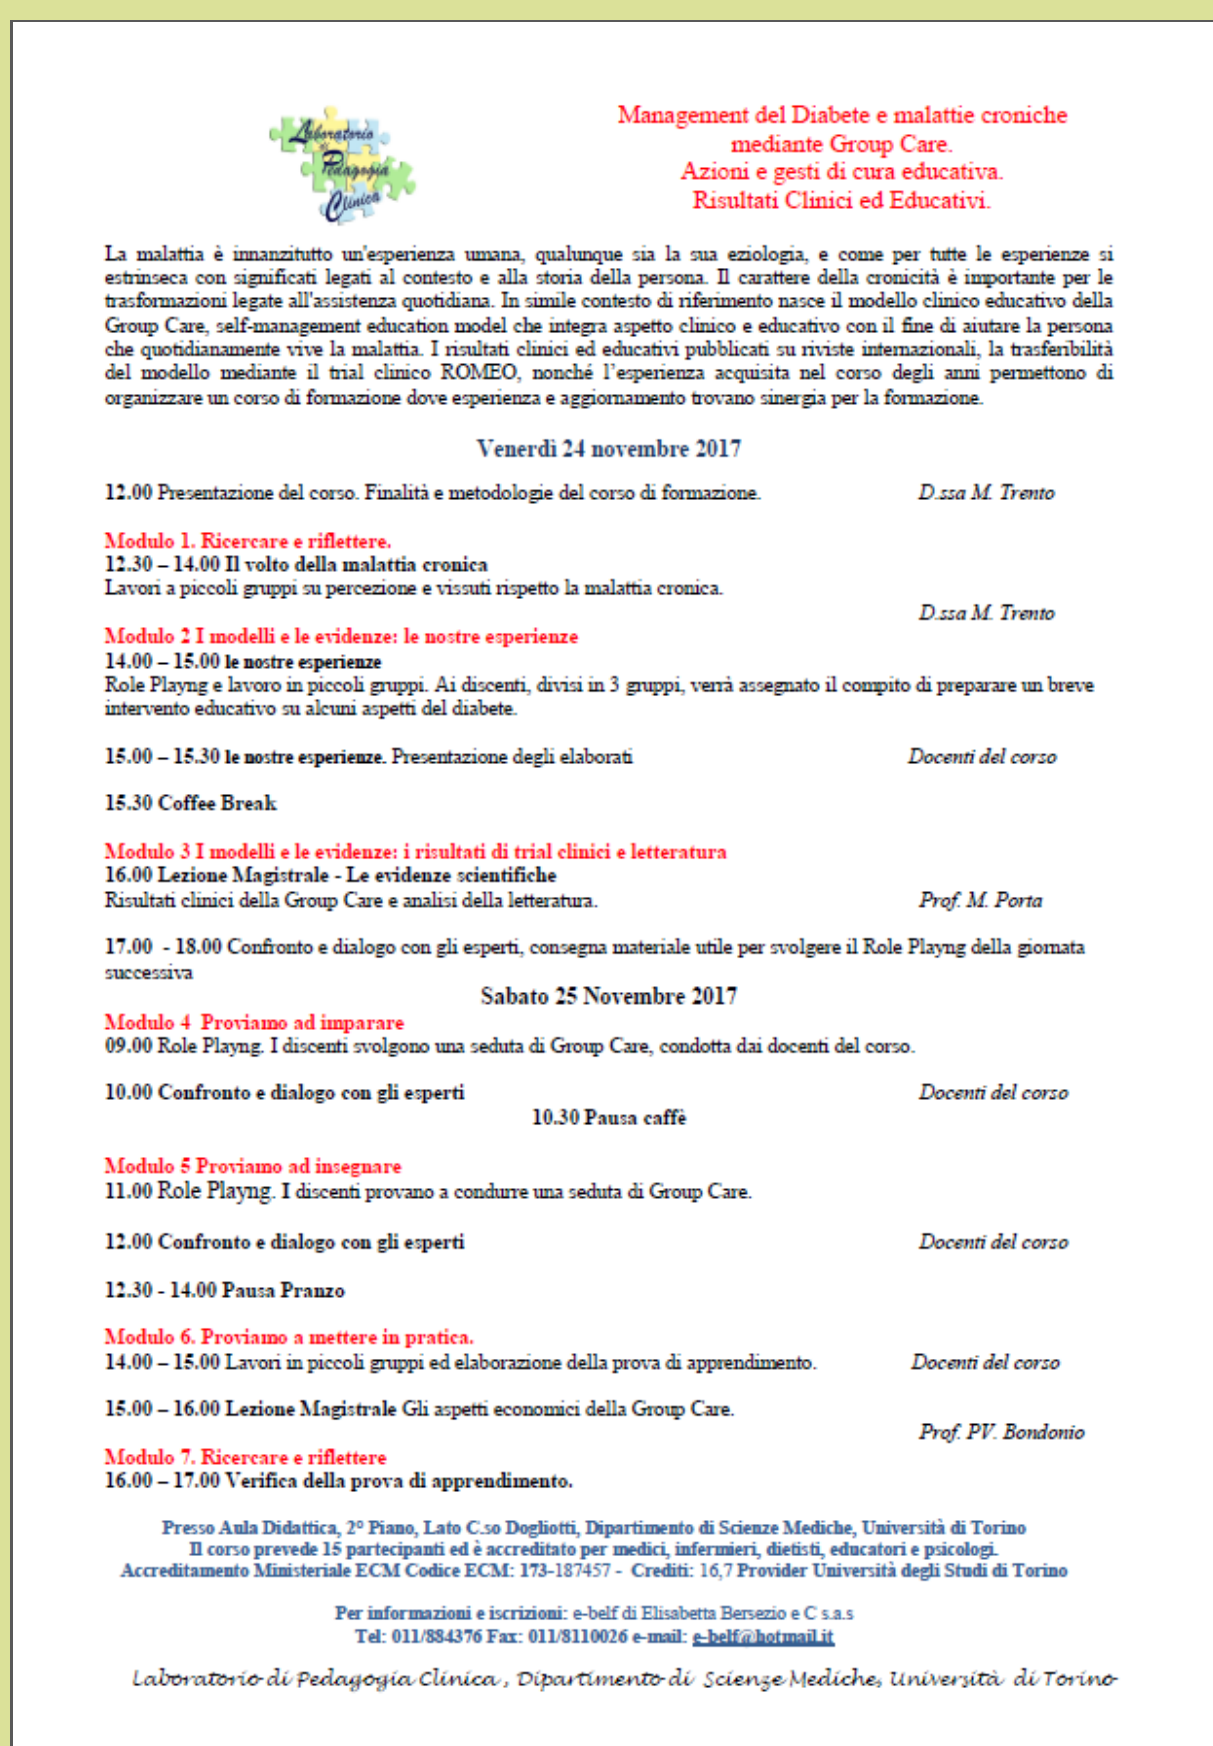 Laboratorio
di
Pedagogia
Clinica
Management del Diabete e malattie croniche
mediante Group Care.
Azioni e gesti di cura educativa.
Risultati Clinici ed Educativi.
La malattia è innanzitutto un'esperienza umana, qualunque sia la sua eziologia, e come per tutte le esperienze si
estrinseca con significati legati al contesto e alla storia della persona. Il carattere della cronicità è importante per le
trasformazioni legate all'assistenza quotidiana. In simile contesto di riferimento nasce il modello clinico educativo della
Group Care, self-management education model che integra aspetto clinico e educativo con il fine di aiutare la persona
che quotidianamente vive la malattia. I risultati clinici ed educativi pubblicati su riviste internazionali, la trasferibilità
del modello mediante il trial clinico ROMEO, nonché l'esperienza acquisita nel corso degli anni permettono di
organizzare un corso di formazione dove esperienza e aggiornamento trovano sinergia per la formazione.
Venerdì 24 novembre 2017
12.00 Presentazione del corso. Finalità e metodologie del corso di formazione. D.ssa M. Trento
Modulo 1. Ricercare e riflettere.
12.30 – 14.00 Il volto della malattia cronica
Lavori a piccoli gruppi su percezione e vissuti rispetto la malattia cronica.
D.ssa M. Trento
Modulo 2 I modelli e le evidenze: le nostre esperienze
14.00 – 15.00 le nostre esperienze
Role Playng e lavoro in piccoli gruppi. Ai discenti, divisi in 3 gruppi, verrà assegnato il compito di preparare un breve
intervento educativo su alcuni aspetti del diabete.
15.00 – 15.30 le nostre esperienze. Presentazione degli elaborati Docenti del corso
15.30 Coffee Break
Modulo 3 I modelli e le evidenze: i risultati di trial clinici e letteratura
16.00 Lezione Magistrale - Le evidenze scientifiche
Risultati clinici della Group Care e analisi della letteratura. Prof. M. Porta
17.00 - 18.00 Confronto e dialogo con gli esperti, consegna materiale utile per svolgere il Role Playng della giornata
successiva
Sabato 25 Novembre 2017
Modulo 4 Proviamo ad imparare
09.00 Role Playng. I discenti svolgono una seduta di Group Care, condotta dai docenti del corso.
10.00 Confronto e dialogo con gli esperti Docenti del corso
10.30 Pausa caffè
Modulo 5 Proviamo ad insegnare
11.00 Role Playng. I discenti provano a condurre una seduta di Group Care.
12.00 Confronto e dialogo con gli esperti Docenti del corso
12.30 - 14.00 Pausa Pranzo
Modulo 6. Proviamo a mettere in pratica.
14.00 – 15.00 Lavori in piccoli gruppi ed elaborazione della prova di apprendimento. Docenti del corso
15.00 – 16.00 Lezione Magistrale Gli aspetti economici della Group Care.
Prof. PV. Bondonio
Modulo 7. Ricercare e riflettere
16.00 – 17.00 Verifica della prova di apprendimento.
Presso Aula Didattica, 2° Piano, Lato C.so Dogliotti, Dipartimento di Scienze Mediche, Università di Torino
Il corso prevede 15 partecipanti ed è accreditato per medici, infermieri, dietisti, educatori e psicologi.
Accreditamento Ministeriale ECM Codice ECM: 173-187457 - Crediti: 16,7 Provider Università degli Studi di Torino
Per informazioni e iscrizioni: e-belf di Elisabetta Bersezio e C s.a.s
Tel: 011/884376 Fax: 011/8110026 e-mail: e-belf@hotmail.it
Laboratorio di Pedagogia Clinica , Dipartimento di Scienze Mediche, Università di Torino